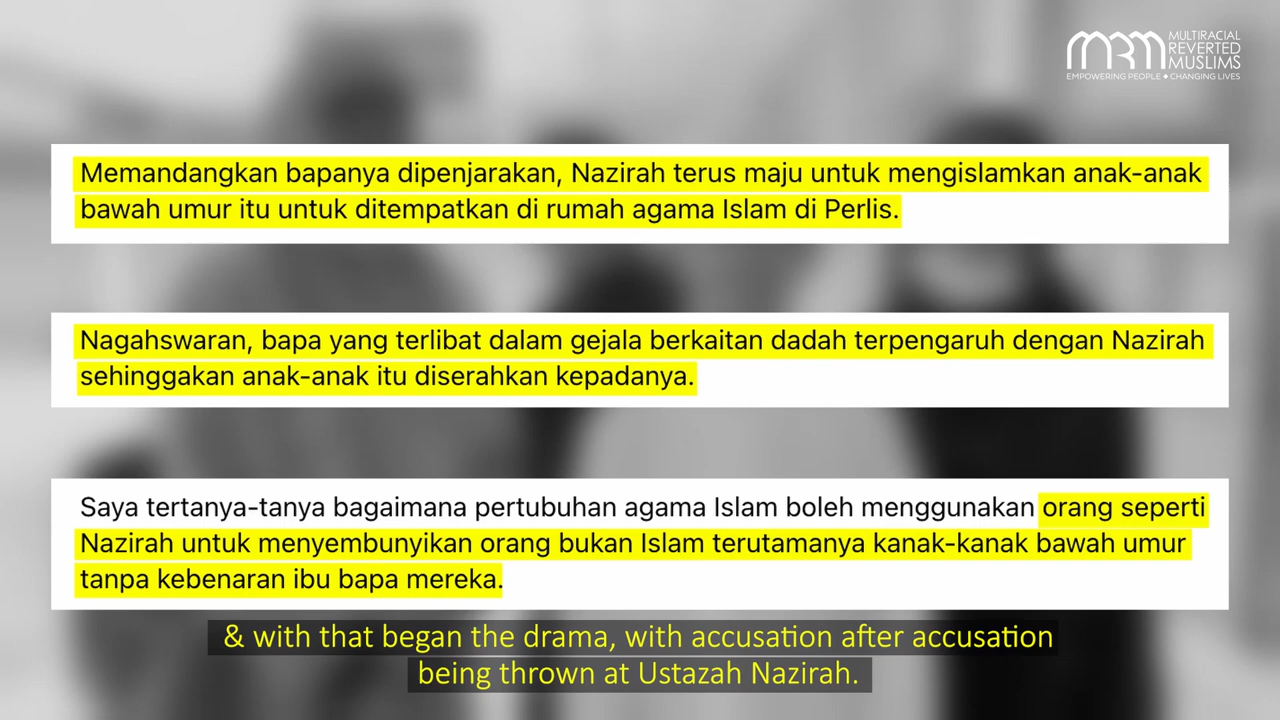 MRM MULTIRACIAL
REVERTED
MUSLIMS
EMPOWERING PEOPLE ✦ CHANGING LIVES
Memandangkan bapanya dipenjarakan, Nazirah terus maju untuk mengislamkan anak-anak
bawah umur itu untuk ditempatkan di rumah agama Islam di Perlis.
Nagahswaran, bapa yang terlibat dalam gejala berkaitan dadah terpengaruh dengan Nazirah
sehinggakan anak-anak itu diserahkan kepadanya.
Saya tertanya-tanya bagaimana pertubuhan agama Islam boleh menggunakan orang seperti
Nazirah untuk menyembunyikan orang bukan Islam terutamanya kanak-kanak bawah umur
tanpa kebenaran ibu bapa mereka.
& with that began the drama, with accusation after accusation
being thrown at Ustazah Nazirah.